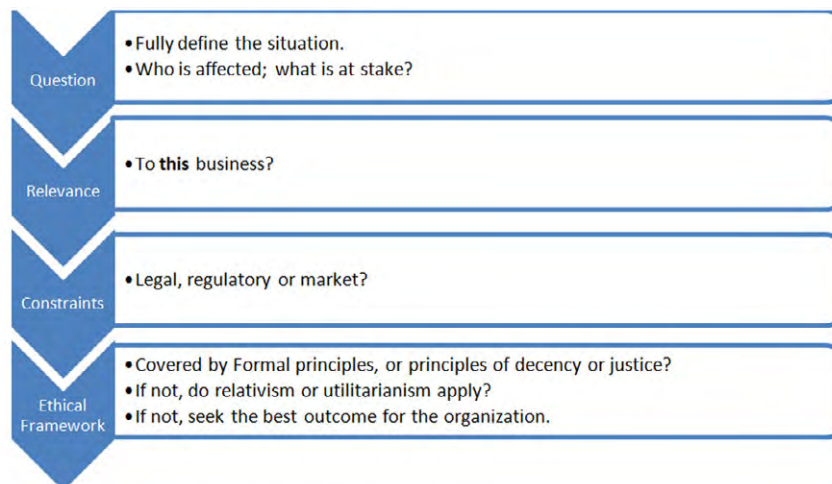 Question
•Fully define the situation.
•Who is affected; what is at stake?
Relevance
•To this business?
Constraints
•Legal, regulatory or market?
Ethical
Framework
•Covered by Formal principles, or principles of decency or justice?
•If not, do relativism or utilitarianism apply?
•If not, seek the best outcome for the organization.